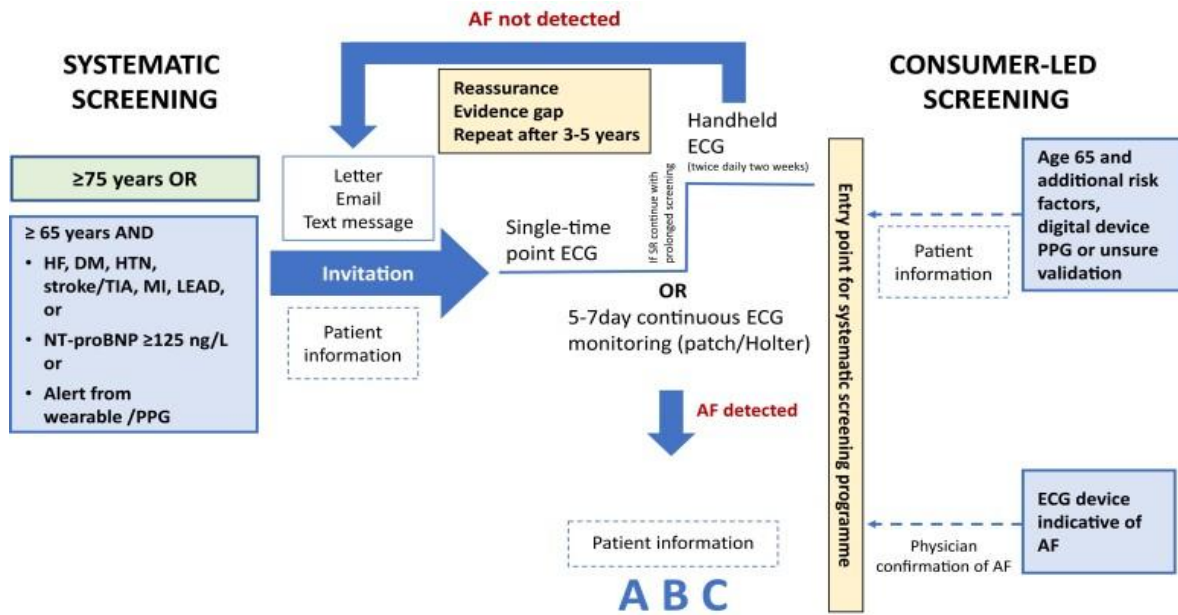 AF not detected
SYSTEMATIC
SCREENING
CONSUMER-LED
SCREENING
Reassurance
Evidence gap
Repeat after 3-5 years
≥75 years OR
≥ 65 years AND
• HF, DM, HTN,
stroke/TIA, MI, LEAD,
or
• NT-proBNP ≥125 ng/L
or
• Alert from
wearable /PPG
Letter
Email
Text message
Invitation
Patient
information
Single-time
point ECG
If SR continue with
prolonged screening
Handheld
ECG
(twice daily two weeks)
OR
5-7day continuous ECG
monitoring (patch/Holter)
AF detected
Patient information
A B C
Entry point for systematic screening programme
Age 65 and
additional risk
factors,
digital device
PPG or unsure
validation
Patient
information
ECG device
indicative of
AF
Physician
confirmation of AF